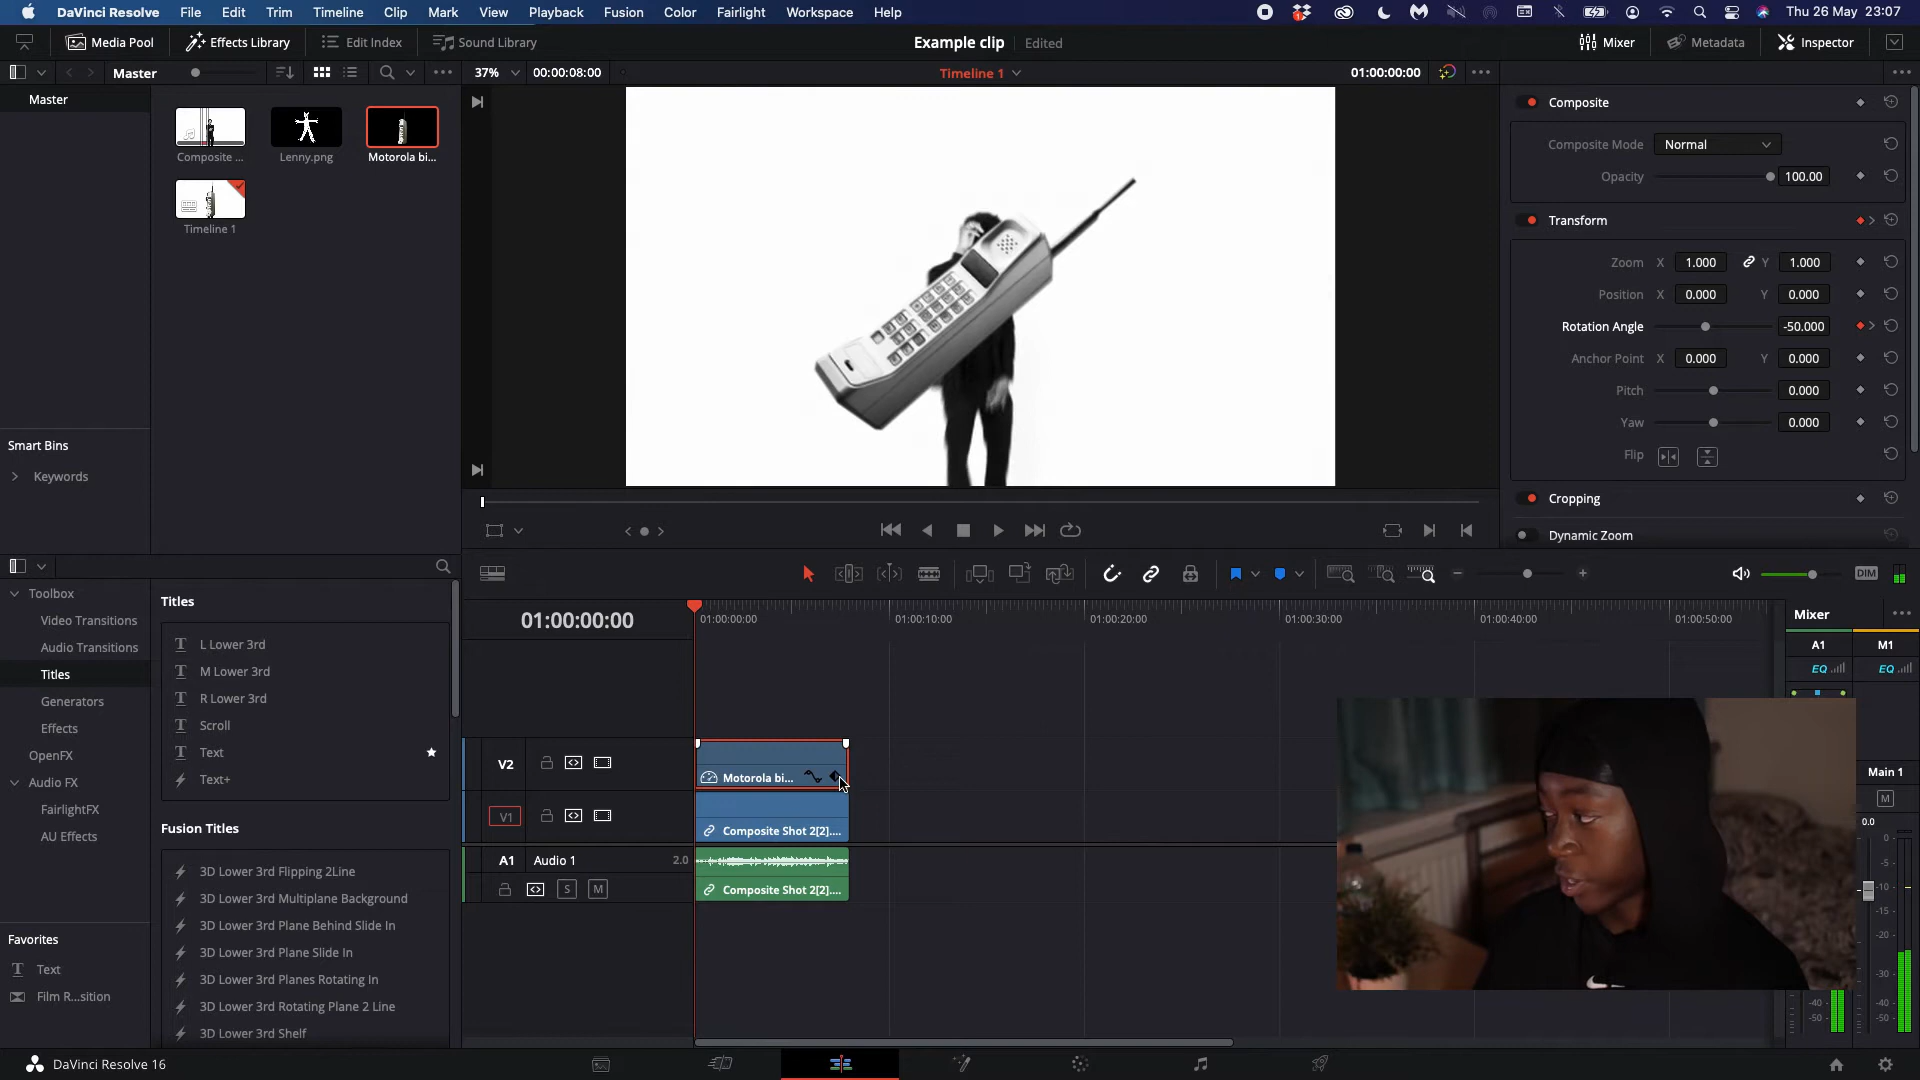 DaVinci Resolve File Edit Trim Timeline Clip Mark View Playback Fusion Color Fairlight Workspace Help Thu 26 May 23:07
Media Pool Effects Library Edit Index Sound Library Example clip Edited Mixer Metadata Inspector
Master 37% 00:00:08:00 Timeline 1 01:00:00:00
Master
Composite ... Lenny.png Motorola bi...
Timeline 1
Smart Bins
Keywords
Composite
Composite Mode Normal
Opacity 100.00
Transform
Zoom X 1.000 Y 1.000
Position X 0.000 Y 0.000
Rotation Angle -50.000
Anchor Point X 0.000 Y 0.000
Pitch 0.000
Yaw 0.000
Flip
Cropping
Dynamic Zoom
DIM
Toolbox
Video Transitions
Audio Transitions
Titles
Generators
Effects
OpenFX
Audio FX
FairlightFX
AU Effects
Favorites
Text
Film R...sition
Titles
L Lower 3rd
M Lower 3rd
R Lower 3rd
Scroll
Text
Text+
Fusion Titles
3D Lower 3rd Flipping 2Line
3D Lower 3rd Multiplane Background
3D Lower 3rd Plane Behind Slide In
3D Lower 3rd Plane Slide In
3D Lower 3rd Planes Rotating In
3D Lower 3rd Rotating Plane 2 Line
3D Lower 3rd Shelf
01:00:00:00
01:00:00:00 01:00:10:00 01:00:20:00 01:00:30:00 01:00:40:00 01:00:50:00
V2 Motorola bi...
V1 Composite Shot 2[2]....
A1 Audio 1 2.0
S M Composite Shot 2[2]....
Mixer
A1 M1
EQ EQ
Main 1
M
0.0
0
-5
-10
-15
-20
-30
-40 -40
-50 -50
DaVinci Resolve 16